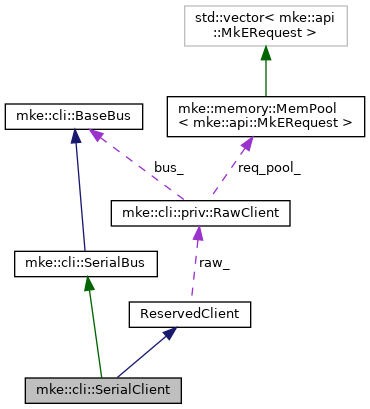 std::vector< mke::api
::MkERequest >
mke::memory::MemPool
< mke::api::MkERequest >
mke::cli::BaseBus
bus_
req_pool_
mke::cli::priv::RawClient
mke::cli::SerialBus
raw_
ReservedClient
mke::cli::SerialClient